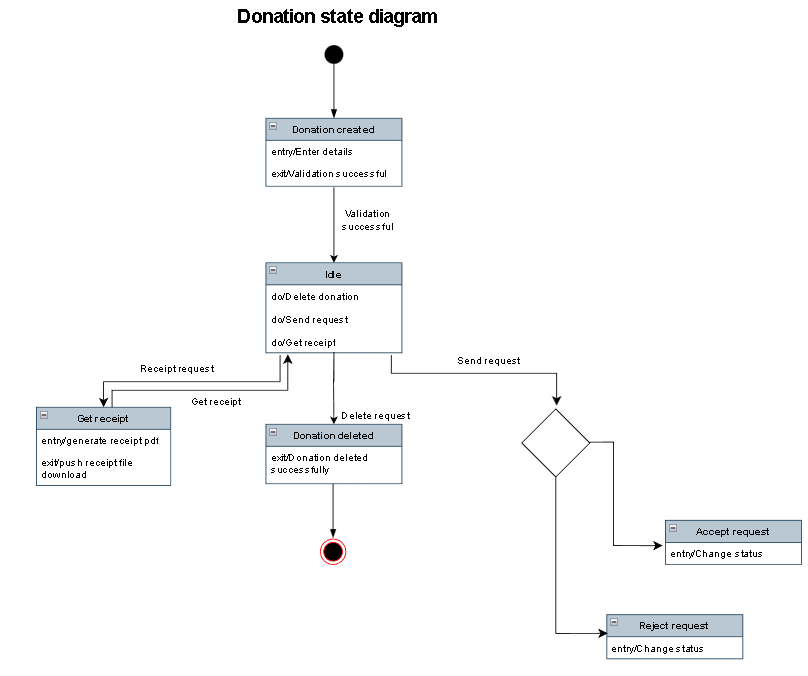 Donation state diagram
Donation created
entry/Enter details
exit/Validation successful
Validation
successful
Idle
do/Delete donation
do/Send request
do/Get receipt
Receipt request
Send request
Get receipt
Delete request
Get receipt
entry/generate receipt pdf
exit/push receipt file
download
Donation deleted
exit/Donation deleted
successfully
Accept request
entry/Change status
Reject request
entry/Change status